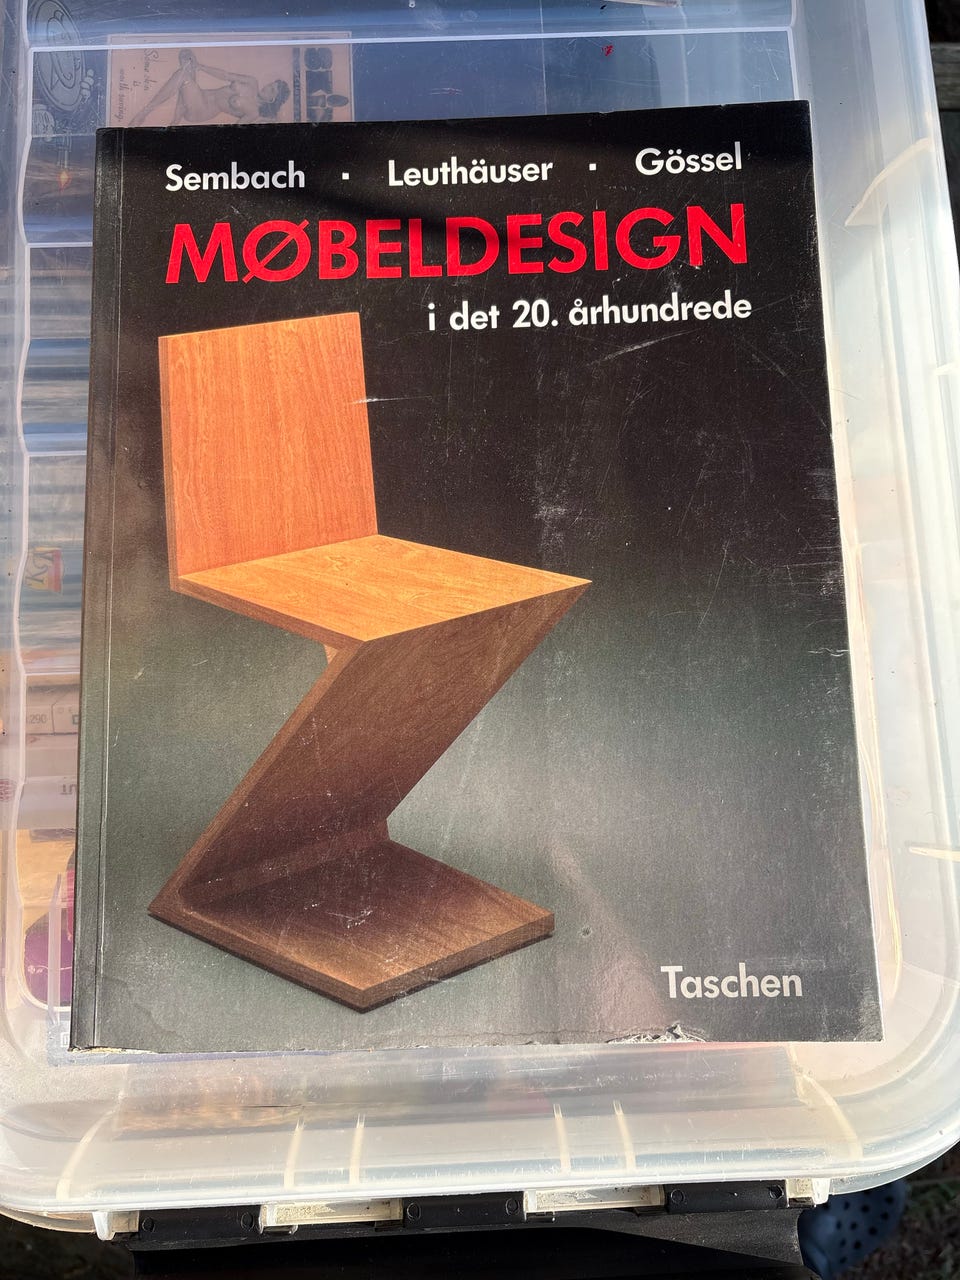 Sembach · Leuthäuser · Gössel
MØBELDESIGN
i det 20. århundrede
Taschen